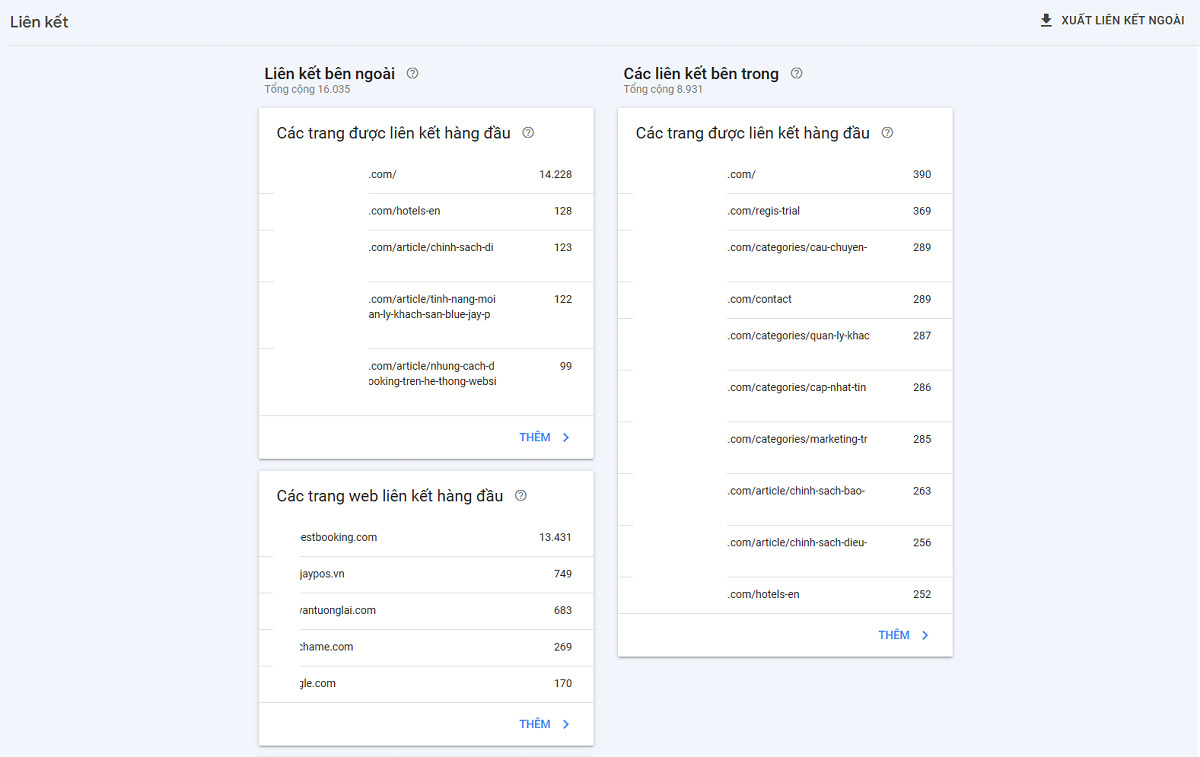 Liên kết
XUẤT LIÊN KẾT NGOÀI
Liên kết bên ngoài
Tổng cộng 16.035
Các trang được liên kết hàng đầu
.com/ 14.228
.com/hotels-en 128
.com/article/chinh-sach-di 123
.com/article/tinh-nang-moi 122
an-ly-khach-san-blue-jay-p
.com/article/nhung-cach-d 99
ooking-tren-he-thong-websi
THÊM
Các trang web liên kết hàng đầu
estbooking.com 13.431
jaypos.vn 749
vantuonglai.com 683
chame.com 269
gle.com 170
THÊM
Các liên kết bên trong
Tổng cộng 8.931
Các trang được liên kết hàng đầu
.com/ 390
.com/regis-trial 369
.com/categories/cau-chuyen- 289
.com/contact 289
.com/categories/quan-ly-khac 287
.com/categories/cap-nhat-tin 286
.com/categories/marketing-tr 285
.com/article/chinh-sach-bao- 263
.com/article/chinh-sach-dieu- 256
.com/hotels-en 252
THÊM